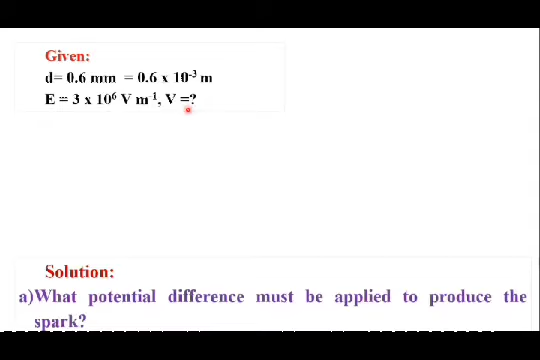 Given:
d= 0.6 mm = 0.6 x 10⁻³ m
E = 3 x 10⁶ V m⁻¹, V =?
Solution:
a)What potential difference must be applied to produce the
spark?